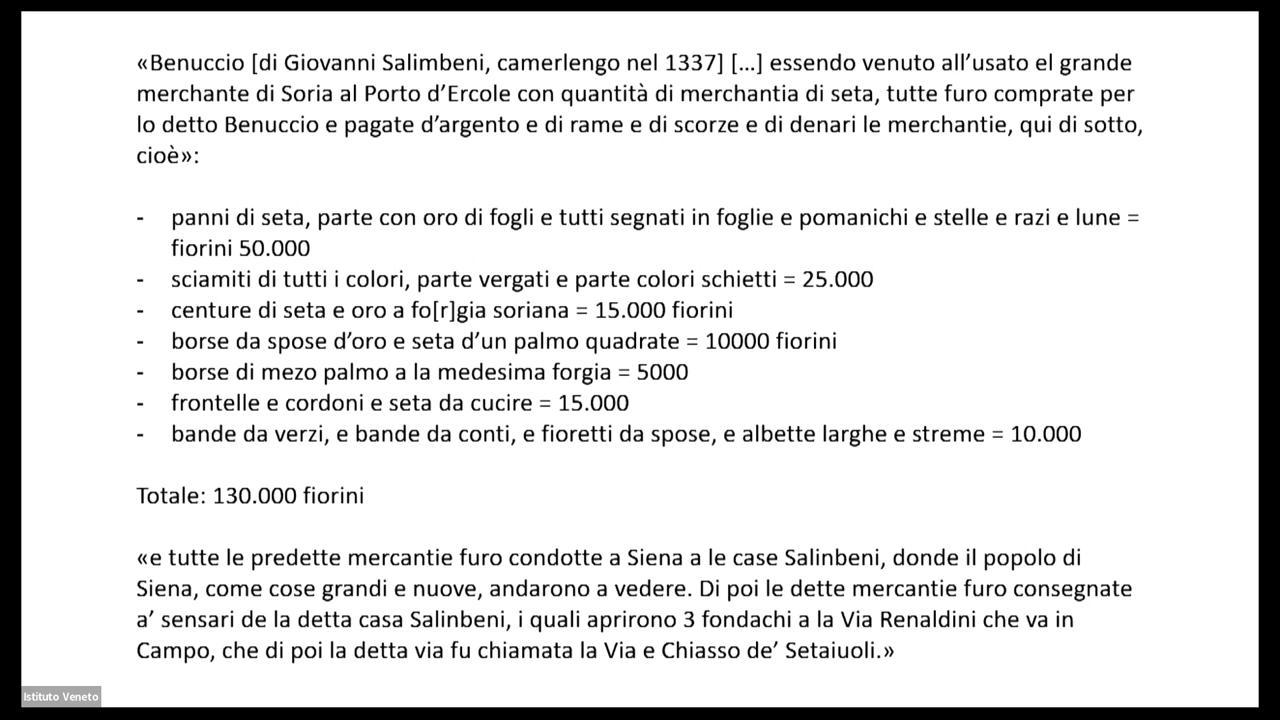 «Benuccio [di Giovanni Salimbeni, camerlengo nel 1337] [...] essendo venuto all'usato el grande
merchante di Soria al Porto d'Ercole con quantità di merchantia di seta, tutte furo comprate per
lo detto Benuccio e pagate d'argento e di rame e di scorze e di denari le merchantie, qui di sotto,
cioè»:
- panni di seta, parte con oro di fogli e tutti segnati in foglie e pomanichi e stelle e razi e lune =
fiorini 50.000
- sciamiti di tutti i colori, parte vergati e parte colori schietti = 25.000
- centure di seta e oro a fo[r]gia soriana = 15.000 fiorini
- borse da spose d'oro e seta d'un palmo quadrate = 10000 fiorini
- borse di mezo palmo a la medesima forgia = 5000
- frontelle e cordoni e seta da cucire = 15.000
- bande da verzi, e bande da conti, e fioretti da spose, e albette larghe e streme = 10.000
Totale: 130.000 fiorini
«e tutte le predette mercantie furo condotte a Siena a le case Salinbeni, donde il popolo di
Siena, come cose grandi e nuove, andarono a vedere. Di poi le dette mercantie furo consegnate
a' sensari de la detta casa Salinbeni, i quali aprirono 3 fondachi a la Via Renaldini che va in
Campo, che di poi la detta via fu chiamata la Via e Chiasso de' Setaiuoli.»
Istituto Veneto